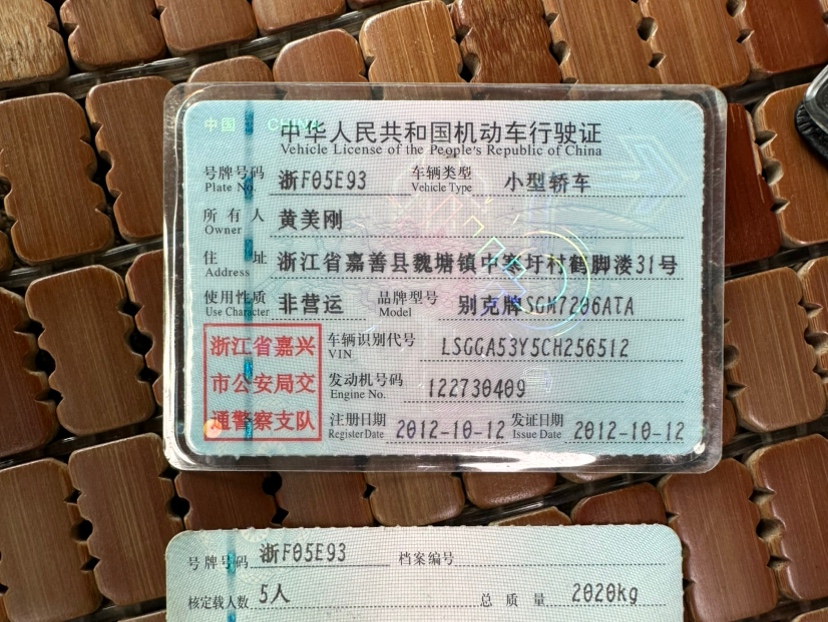 中国 CHINA
中华人民共和国机动车行驶证
Vehicle License of the People's Republic of China
号牌号码 浙F05E93 车辆类型 小型轿车
Plate No. Vehicle Type
所有人 黄美刚
Owner
住址 浙江省嘉善县魏塘镇中寒圩村鹤脚溇31号
Address
使用性质 非营运 品牌型号 别克牌SGM7206ATA
Use Character Model
浙江省嘉兴 车辆识别代号 LSGGA53Y5CH256512
VIN
市公安局交 发动机号码 122730409
Engine No.
通警察支队 注册日期 2012-10-12 发证日期 2012-10-12
Register Date Issue Date
号牌号码 浙F05E93 档案编号
核定载人数 5人 总质量 2020kg